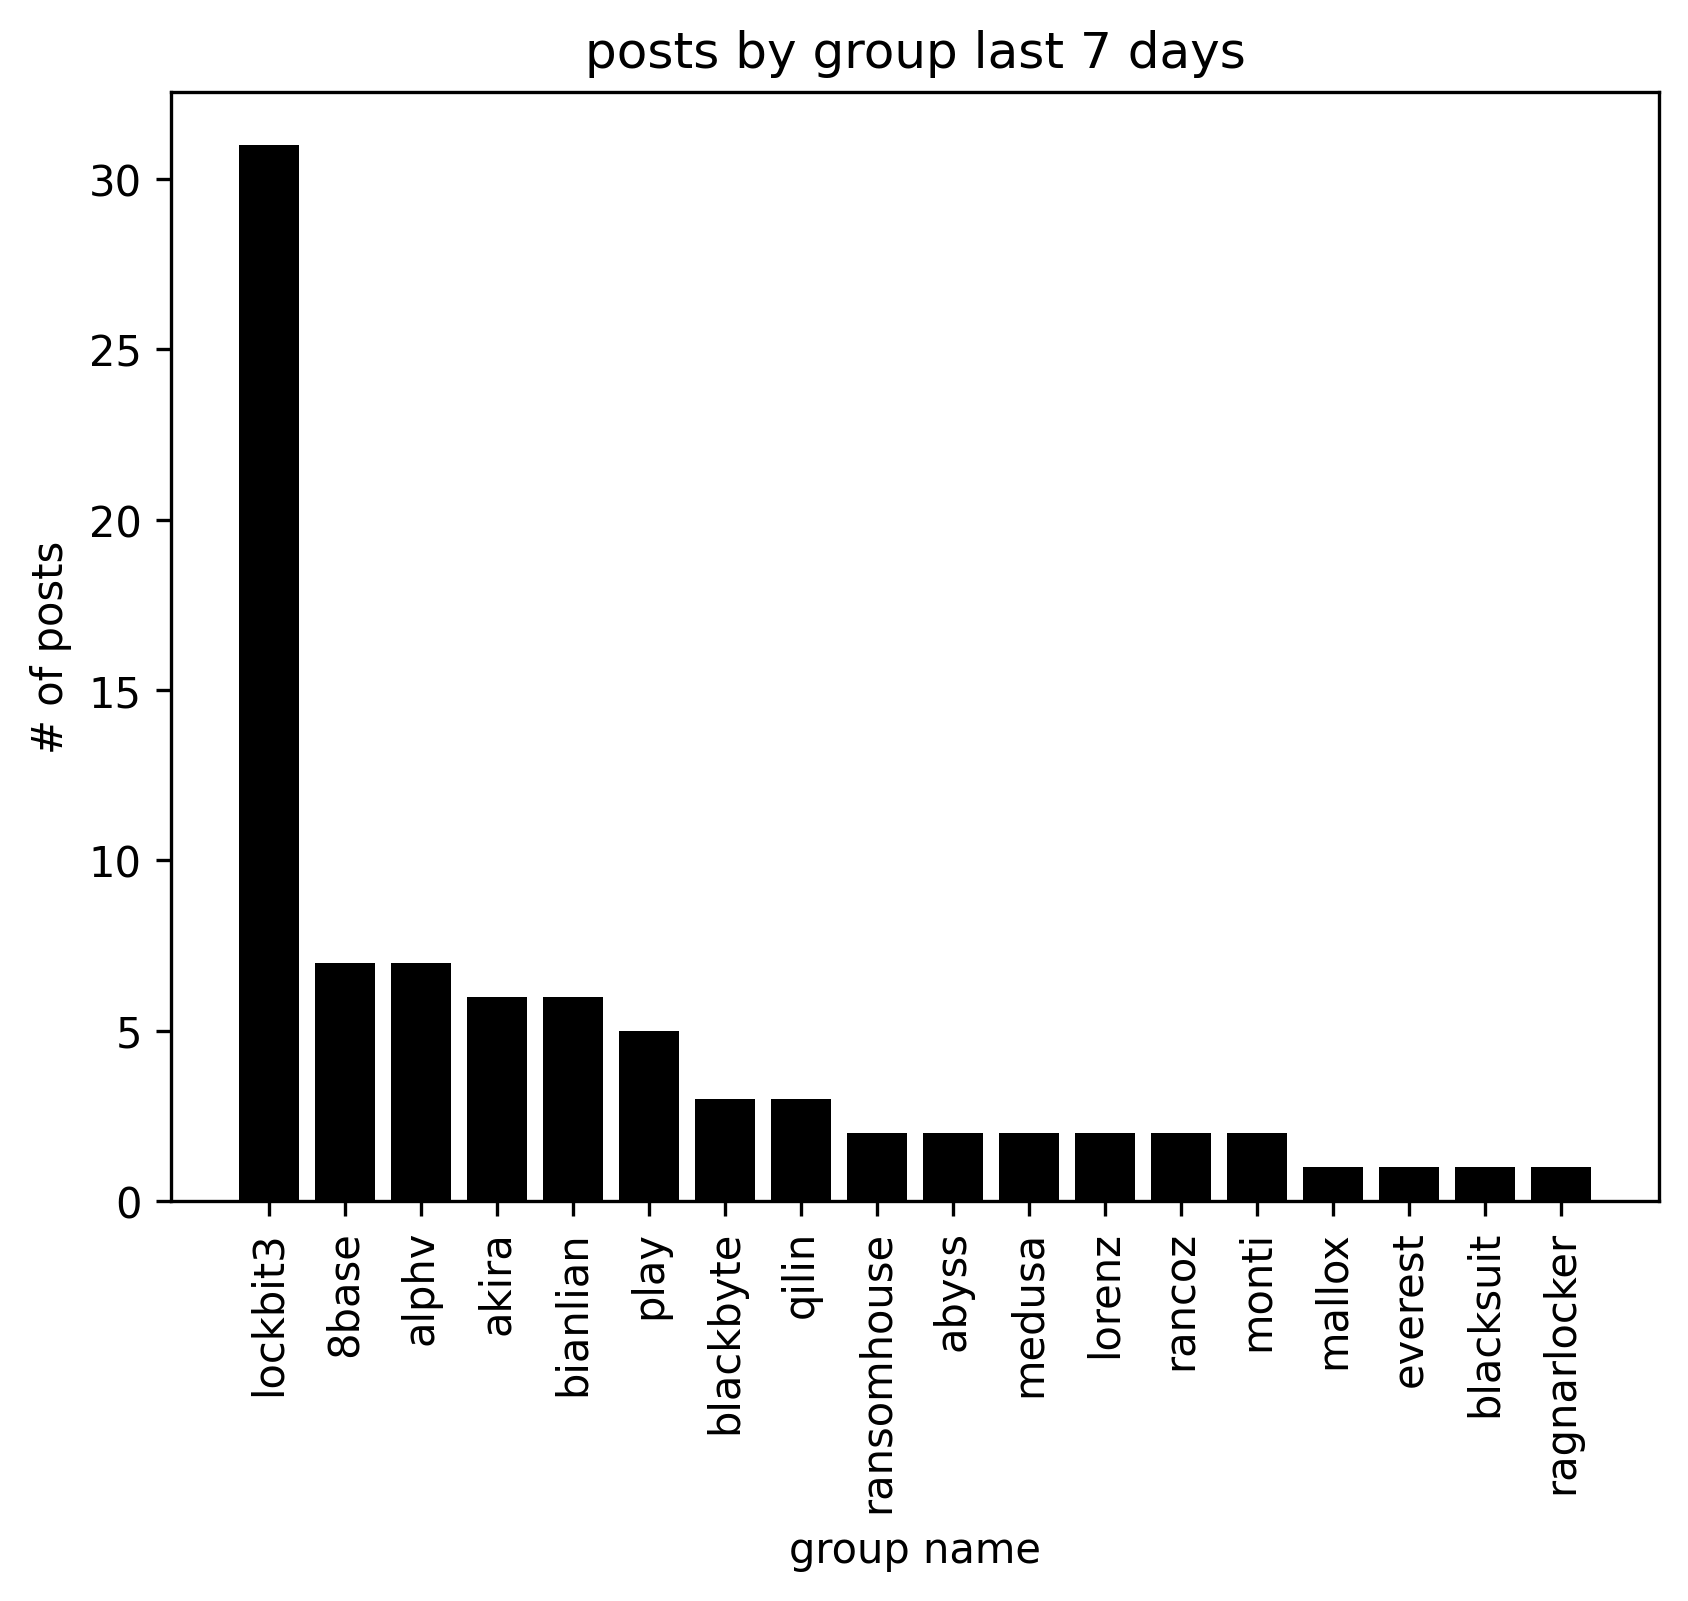 posts by group last 7 days
# of posts
30
25
20
15
10
5
0
lockbit3
8base
alphv
akira
bianlian
play
blackbyte
qilin
ransomhouse
abyss
medusa
lorenz
rancoz
monti
mallox
everest
blacksuit
ragnarlocker
group name